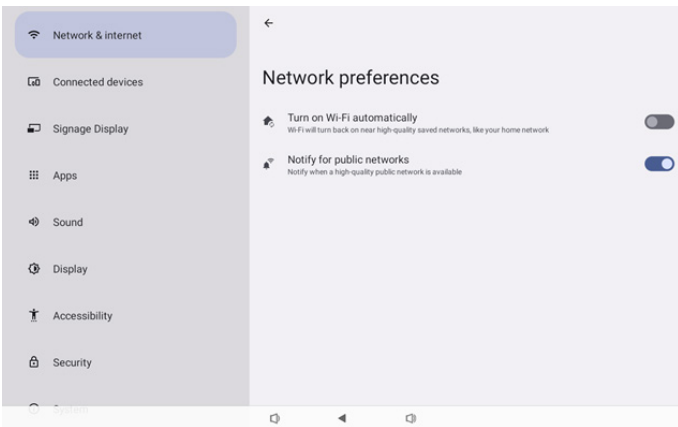 Network & internet
Connected devices
Signage Display
Apps
Sound
Display
Accessibility
Security
System
Network preferences
Turn on Wi-Fi automatically
Wi-Fi will turn back on near high-quality saved networks, like your home network
Notify for public networks
Notify when a high-quality public network is available